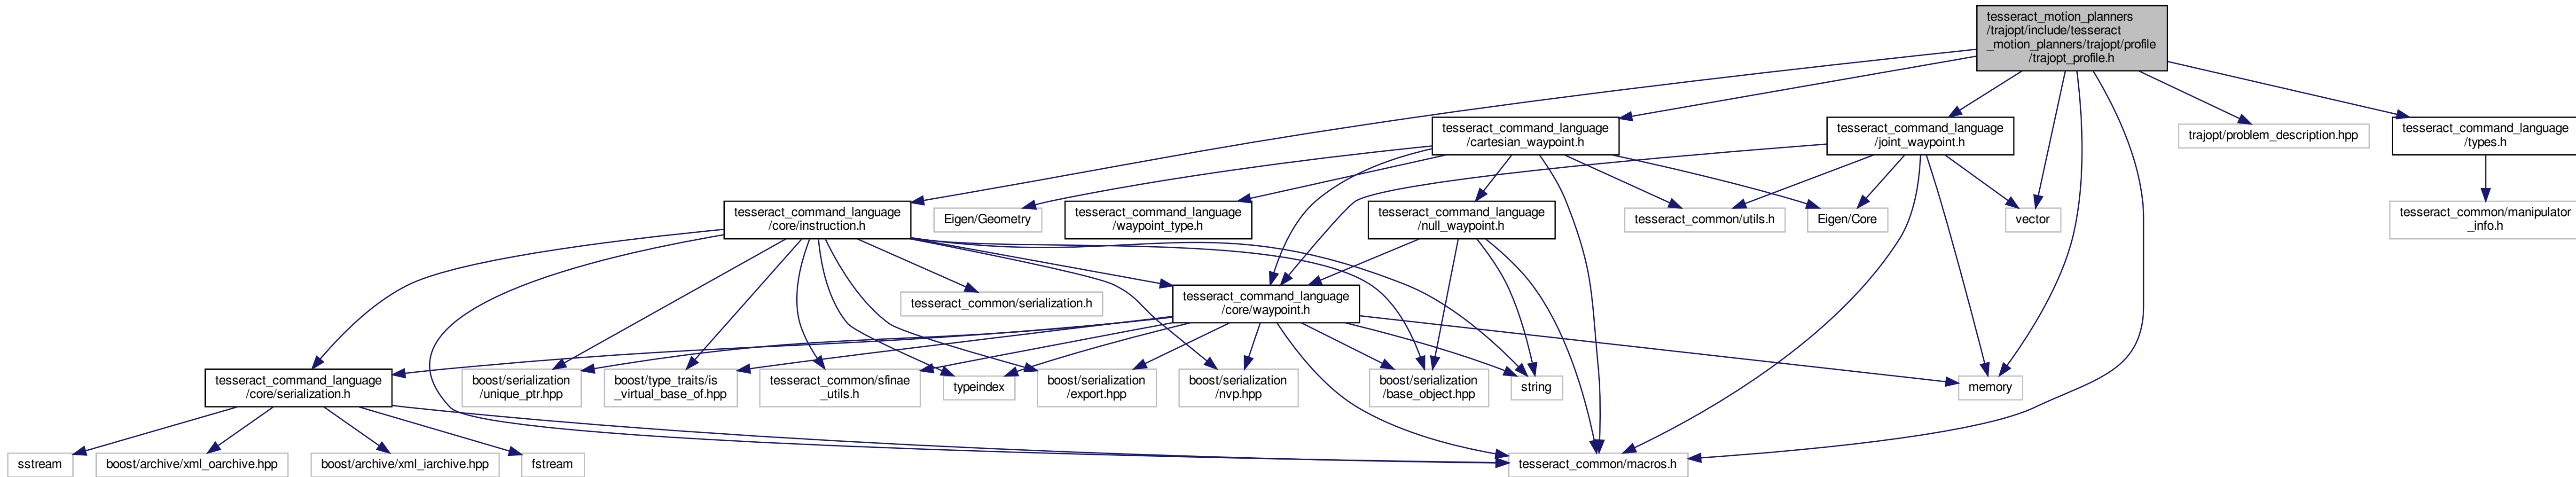 tesseract_motion_planners
/trajopt/include/tesseract
_motion_planners/trajopt/profile
/trajopt_profile.h
tesseract_command_language
/cartesian_waypoint.h
tesseract_command_language
/joint_waypoint.h
trajopt/problem_description.hpp
tesseract_command_language
/types.h
tesseract_command_language
/core/instruction.h
Eigen/Geometry
tesseract_command_language
/waypoint_type.h
tesseract_command_language
/null_waypoint.h
tesseract_common/utils.h
Eigen/Core
vector
tesseract_common/manipulator
_info.h
tesseract_common/serialization.h
tesseract_command_language
/core/waypoint.h
tesseract_command_language
/core/serialization.h
boost/serialization
/unique_ptr.hpp
boost/type_traits/is
_virtual_base_of.hpp
tesseract_common/sfinae
_utils.h
typeindex
boost/serialization
/export.hpp
boost/serialization
/nvp.hpp
boost/serialization
/base_object.hpp
string
memory
sstream
boost/archive/xml_oarchive.hpp
boost/archive/xml_iarchive.hpp
fstream
tesseract_common/macros.h